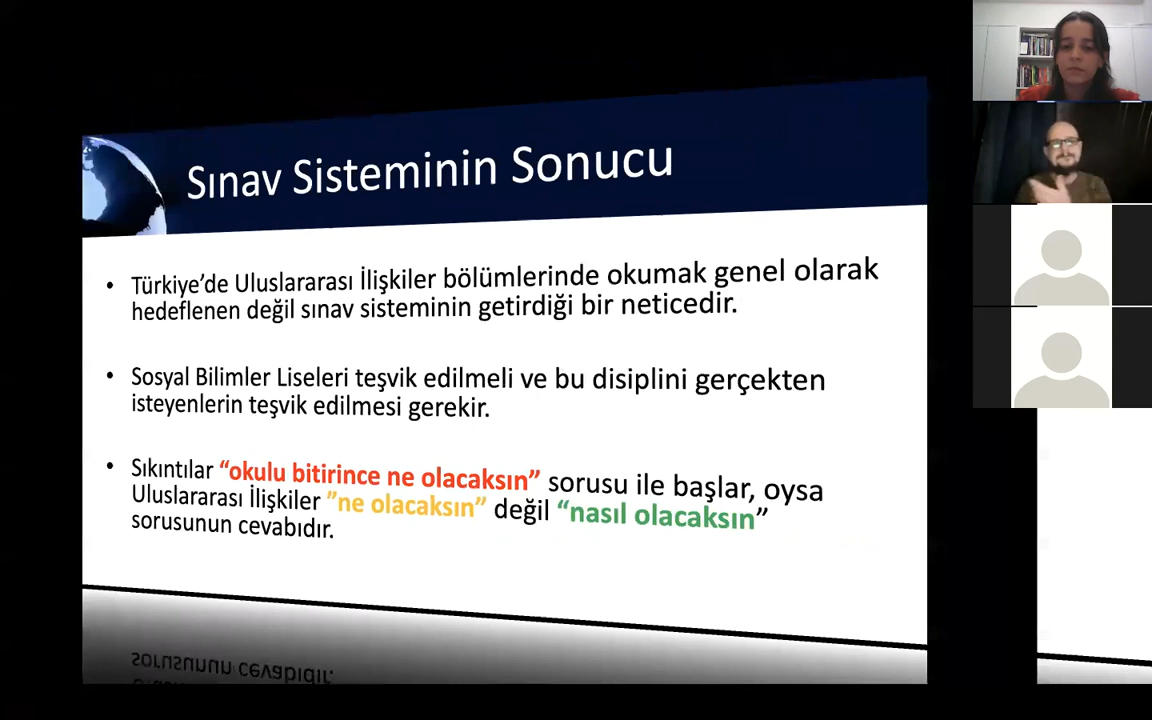 Sınav Sisteminin Sonucu
• Türkiye’de Uluslararası İlişkiler bölümlerinde okumak genel olarak
hedeflenen değil sınav sisteminin getirdiği bir neticedir.
• Sosyal Bilimler Liseleri teşvik edilmeli ve bu disiplini gerçekten
isteyenlerin teşvik edilmesi gerekir.
• Sıkıntılar “okulu bitirince ne olacaksın” sorusu ile başlar, oysa
Uluslararası İlişkiler ”ne olacaksın” değil “nasıl olacaksın”
sorusunun cevabıdır.
sorusunun cevabıdır.